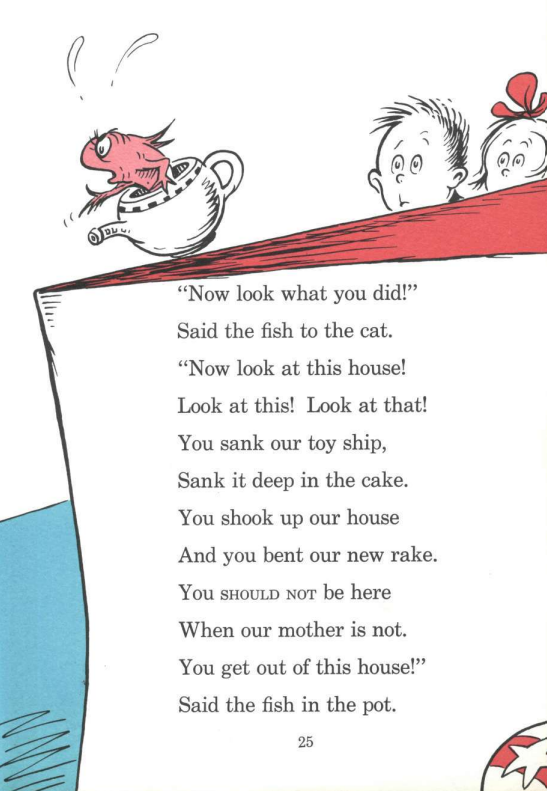 “Now look what you did!”
Said the fish to the cat.
“Now look at this house!
Look at this! Look at that!
You sank our toy ship,
Sank it deep in the cake.
You shook up our house
And you bent our new rake.
You SHOULD NOT be here
When our mother is not.
You get out of this house!”
Said the fish in the pot.
25